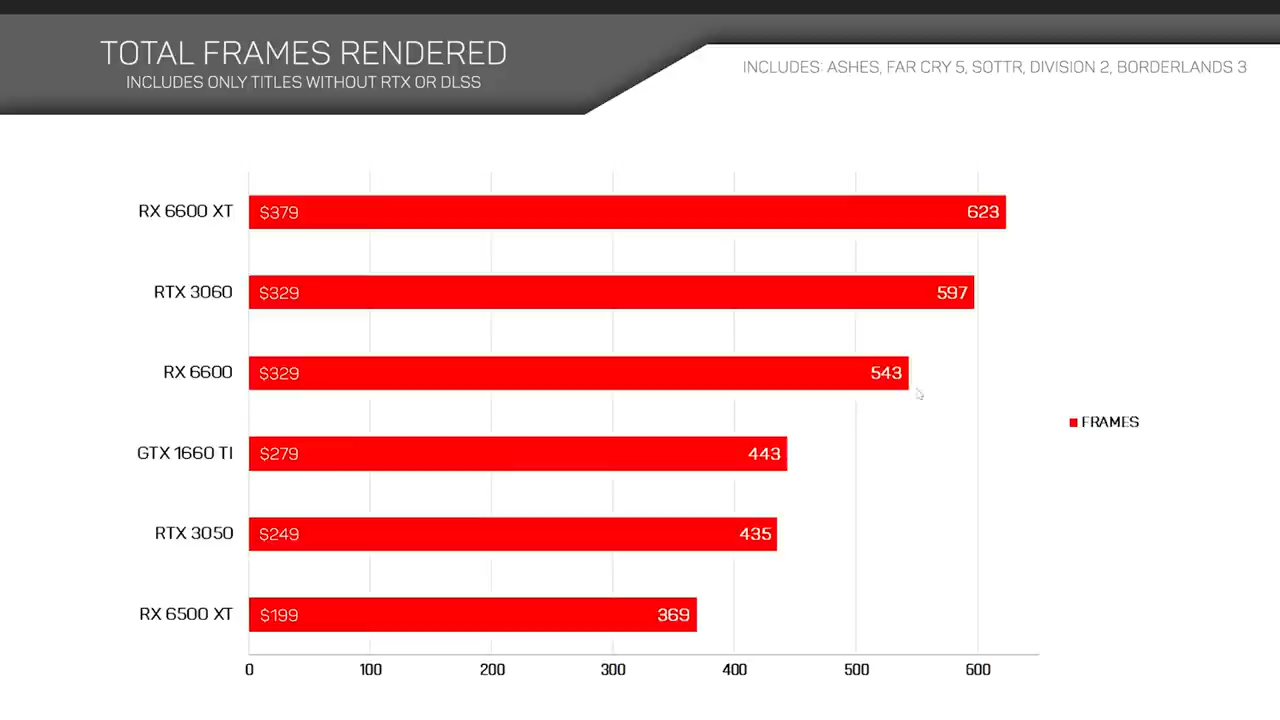 TOTAL FRAMES RENDERED
INCLUDES ONLY TITLES WITHOUT RTX OR DLSS
INCLUDES: ASHES, FAR CRY 5, SOTTR, DIVISION 2, BORDERLANDS 3
RX 6600 XT $379 623
RTX 3060 $329 597
RX 6600 $329 543
FRAMES
GTX 1660 TI $279 443
RTX 3050 $249 435
RX 6500 XT $199 369
0 100 200 300 400 500 600